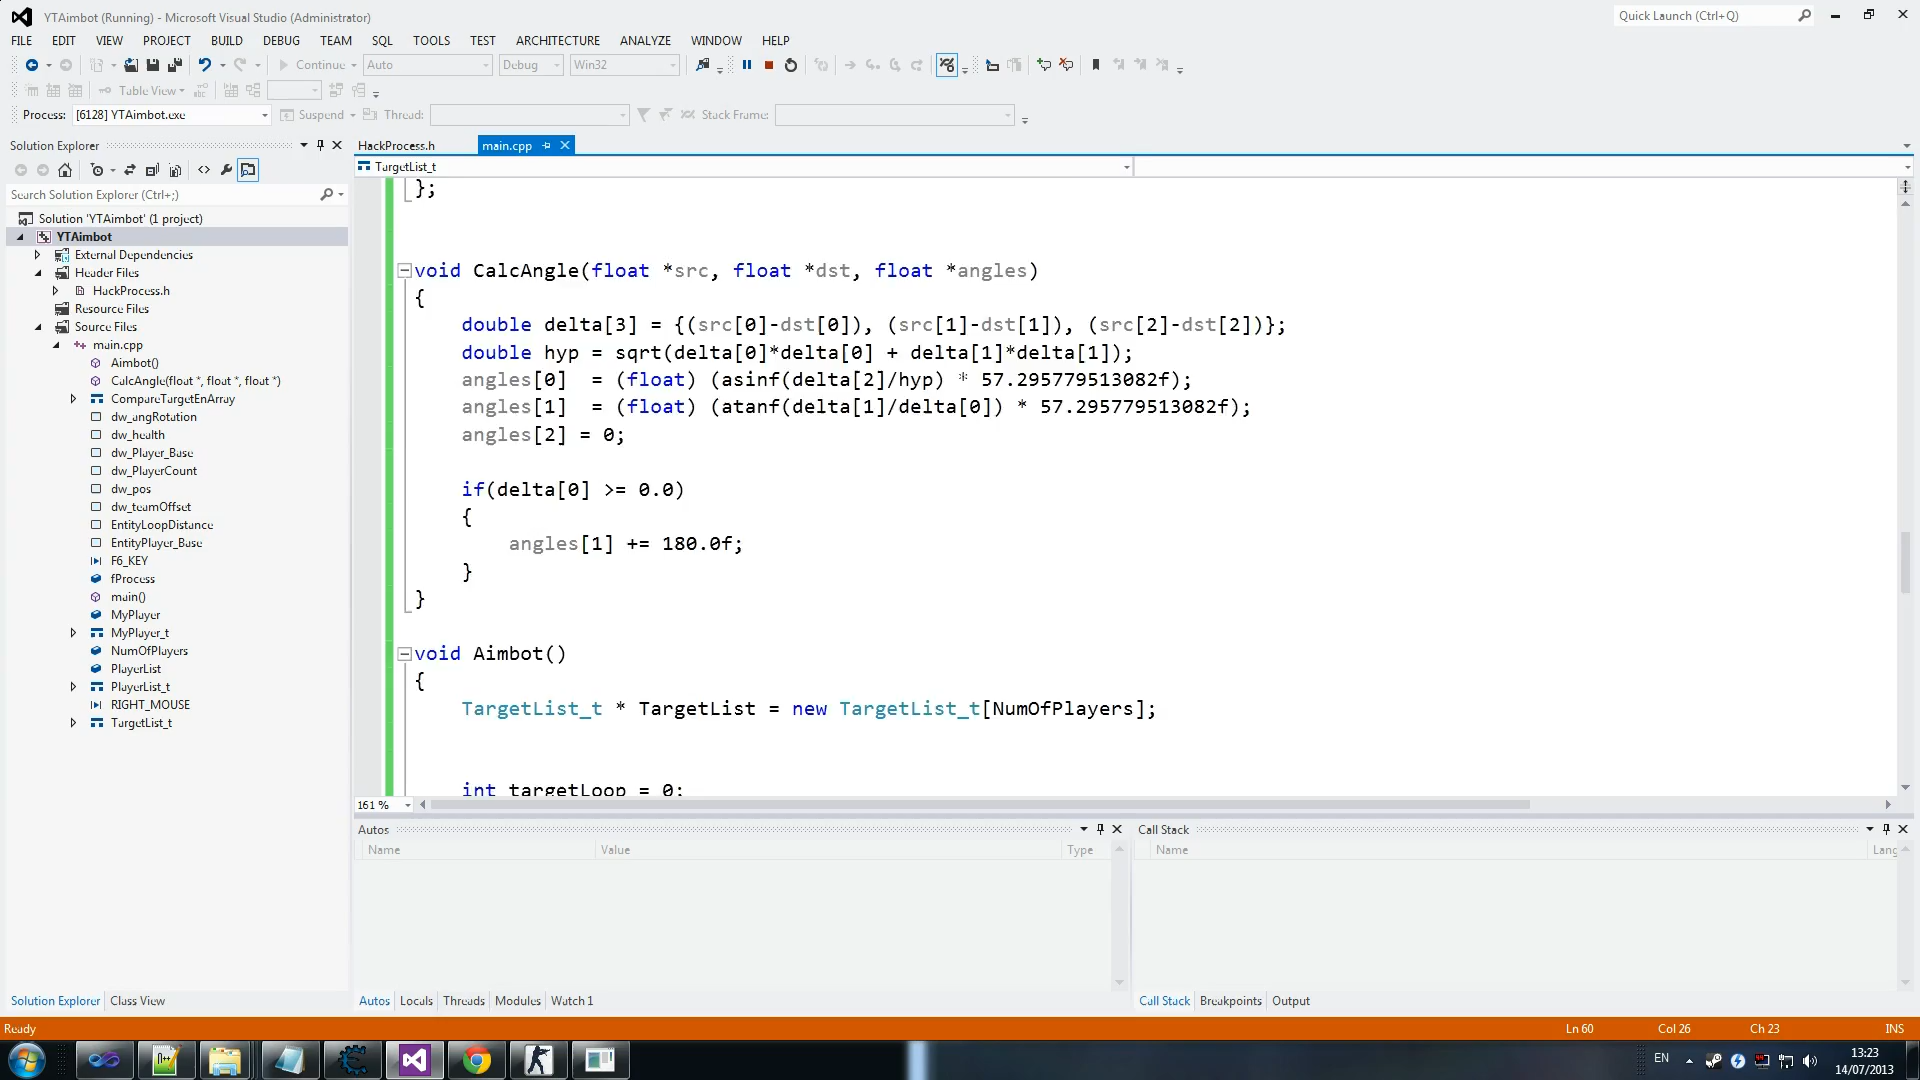 YTAimbot (Running) - Microsoft Visual Studio (Administrator)
Quick Launch (Ctrl+Q)
FILE EDIT VIEW PROJECT BUILD DEBUG TEAM SQL TOOLS TEST ARCHITECTURE ANALYZE WINDOW HELP
Continue Auto Debug Win32
Table View
Process: [6128] YTAimbot.exe Suspend Thread: Stack Frame:
Solution Explorer
HackProcess.h main.cpp
TargetList_t
Search Solution Explorer (Ctrl+;)
Solution 'YTAimbot' (1 project)
YTAimbot
External Dependencies
Header Files
HackProcess.h
Resource Files
Source Files
main.cpp
Aimbot()
CalcAngle(float *, float *, float *)
CompareTargetEnArray
dw_angRotation
dw_health
dw_Player_Base
dw_PlayerCount
dw_pos
dw_teamOffset
EntityLoopDistance
EntityPlayer_Base
F6_KEY
fProcess
main()
MyPlayer
MyPlayer_t
NumOfPlayers
PlayerList
PlayerList_t
RIGHT_MOUSE
TargetList_t
};
void CalcAngle(float *src, float *dst, float *angles)
{
double delta[3] = {(src[0]-dst[0]), (src[1]-dst[1]), (src[2]-dst[2])};
double hyp = sqrt(delta[0]*delta[0] + delta[1]*delta[1]);
angles[0] = (float) (asinf(delta[2]/hyp) * 57.295779513082f);
angles[1] = (float) (atanf(delta[1]/delta[0]) * 57.295779513082f);
angles[2] = 0;
if(delta[0] >= 0.0)
{
angles[1] += 180.0f;
}
}
void Aimbot()
{
TargetList_t * TargetList = new TargetList_t[NumOfPlayers];
int targetLoop = 0;
161 %
Autos
Name Value Type
Call Stack
Name Lang
Solution Explorer Class View
Autos Locals Threads Modules Watch 1
Call Stack Breakpoints Output
Ready
Ln 60 Col 26 Ch 23 INS
EN
13:23
14/07/2013